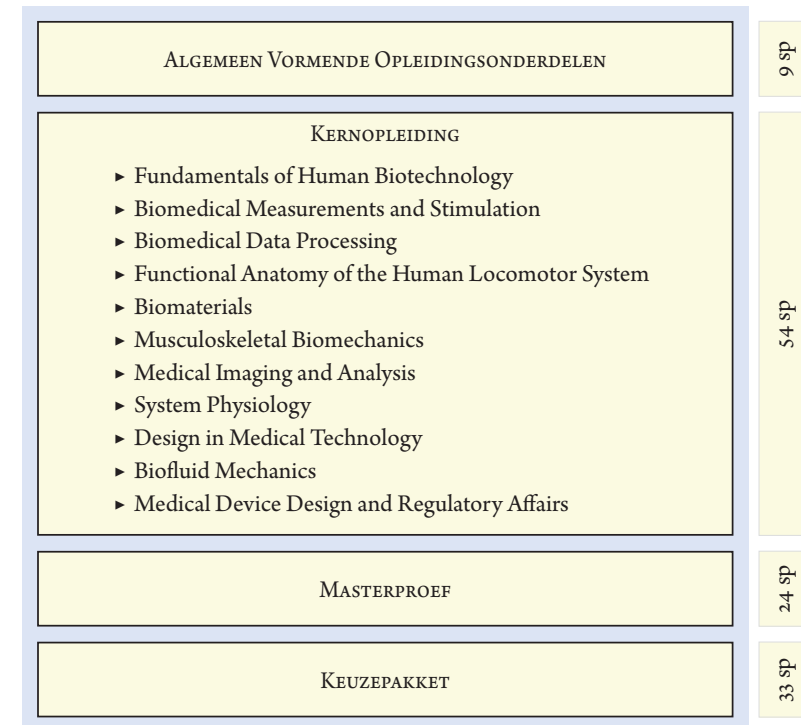 Algemeen Vormende Opleidingsonderdelen
9 sp
Kernopleiding
▸ Fundamentals of Human Biotechnology
▸ Biomedical Measurements and Stimulation
▸ Biomedical Data Processing
▸ Functional Anatomy of the Human Locomotor System
▸ Biomaterials
▸ Musculoskeletal Biomechanics
▸ Medical Imaging and Analysis
▸ System Physiology
▸ Design in Medical Technology
▸ Biofluid Mechanics
▸ Medical Device Design and Regulatory Affairs
54 sp
Masterproef
24 sp
Keuzepakket
33 sp